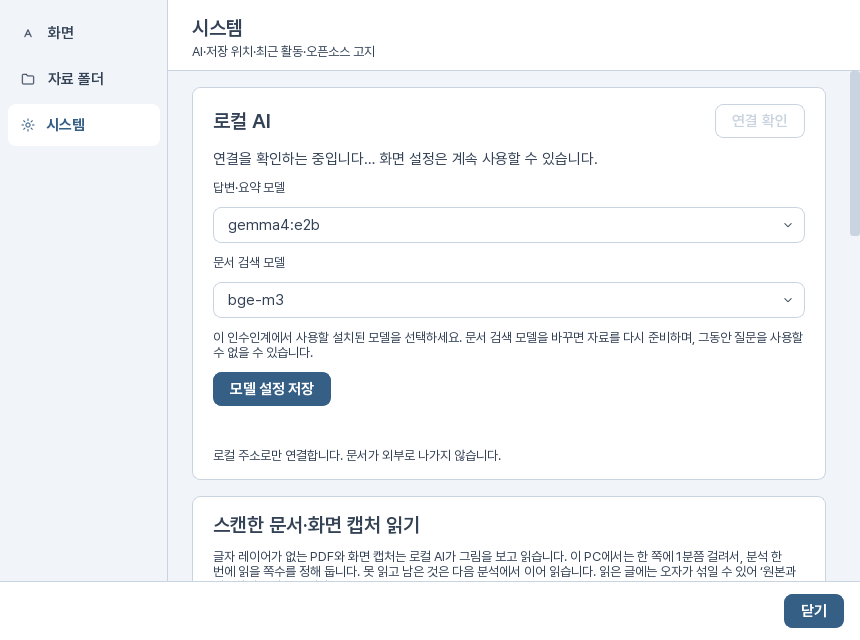 화면
자료 폴더
시스템
시스템
AI·저장 위치·최근 활동·오픈소스 고지
로컬 AI
연결 확인
연결을 확인하는 중입니다... 화면 설정은 계속 사용할 수 있습니다.
답변·요약 모델
gemma4:e2b
문서 검색 모델
bge-m3
이 인수인계에서 사용할 설치된 모델을 선택하세요. 문서 검색 모델을 바꾸면 자료를 다시 준비하며, 그동안 질문을 사용할
수 없을 수 있습니다.
모델 설정 저장
로컬 주소로만 연결합니다. 문서가 외부로 나가지 않습니다.
스캔한 문서·화면 캡처 읽기
글자 레이어가 없는 PDF와 화면 캡처는 로컬 AI가 그림을 보고 읽습니다. 이 PC에서는 한 쪽에 1분쯤 걸려서, 분석 한
번에 읽을 쪽수를 정해 둡니다. 못 읽고 남은 것은 다음 분석에서 이어 읽습니다. 읽은 글에는 오자가 섞일 수 있어 ‘원본과
닫기